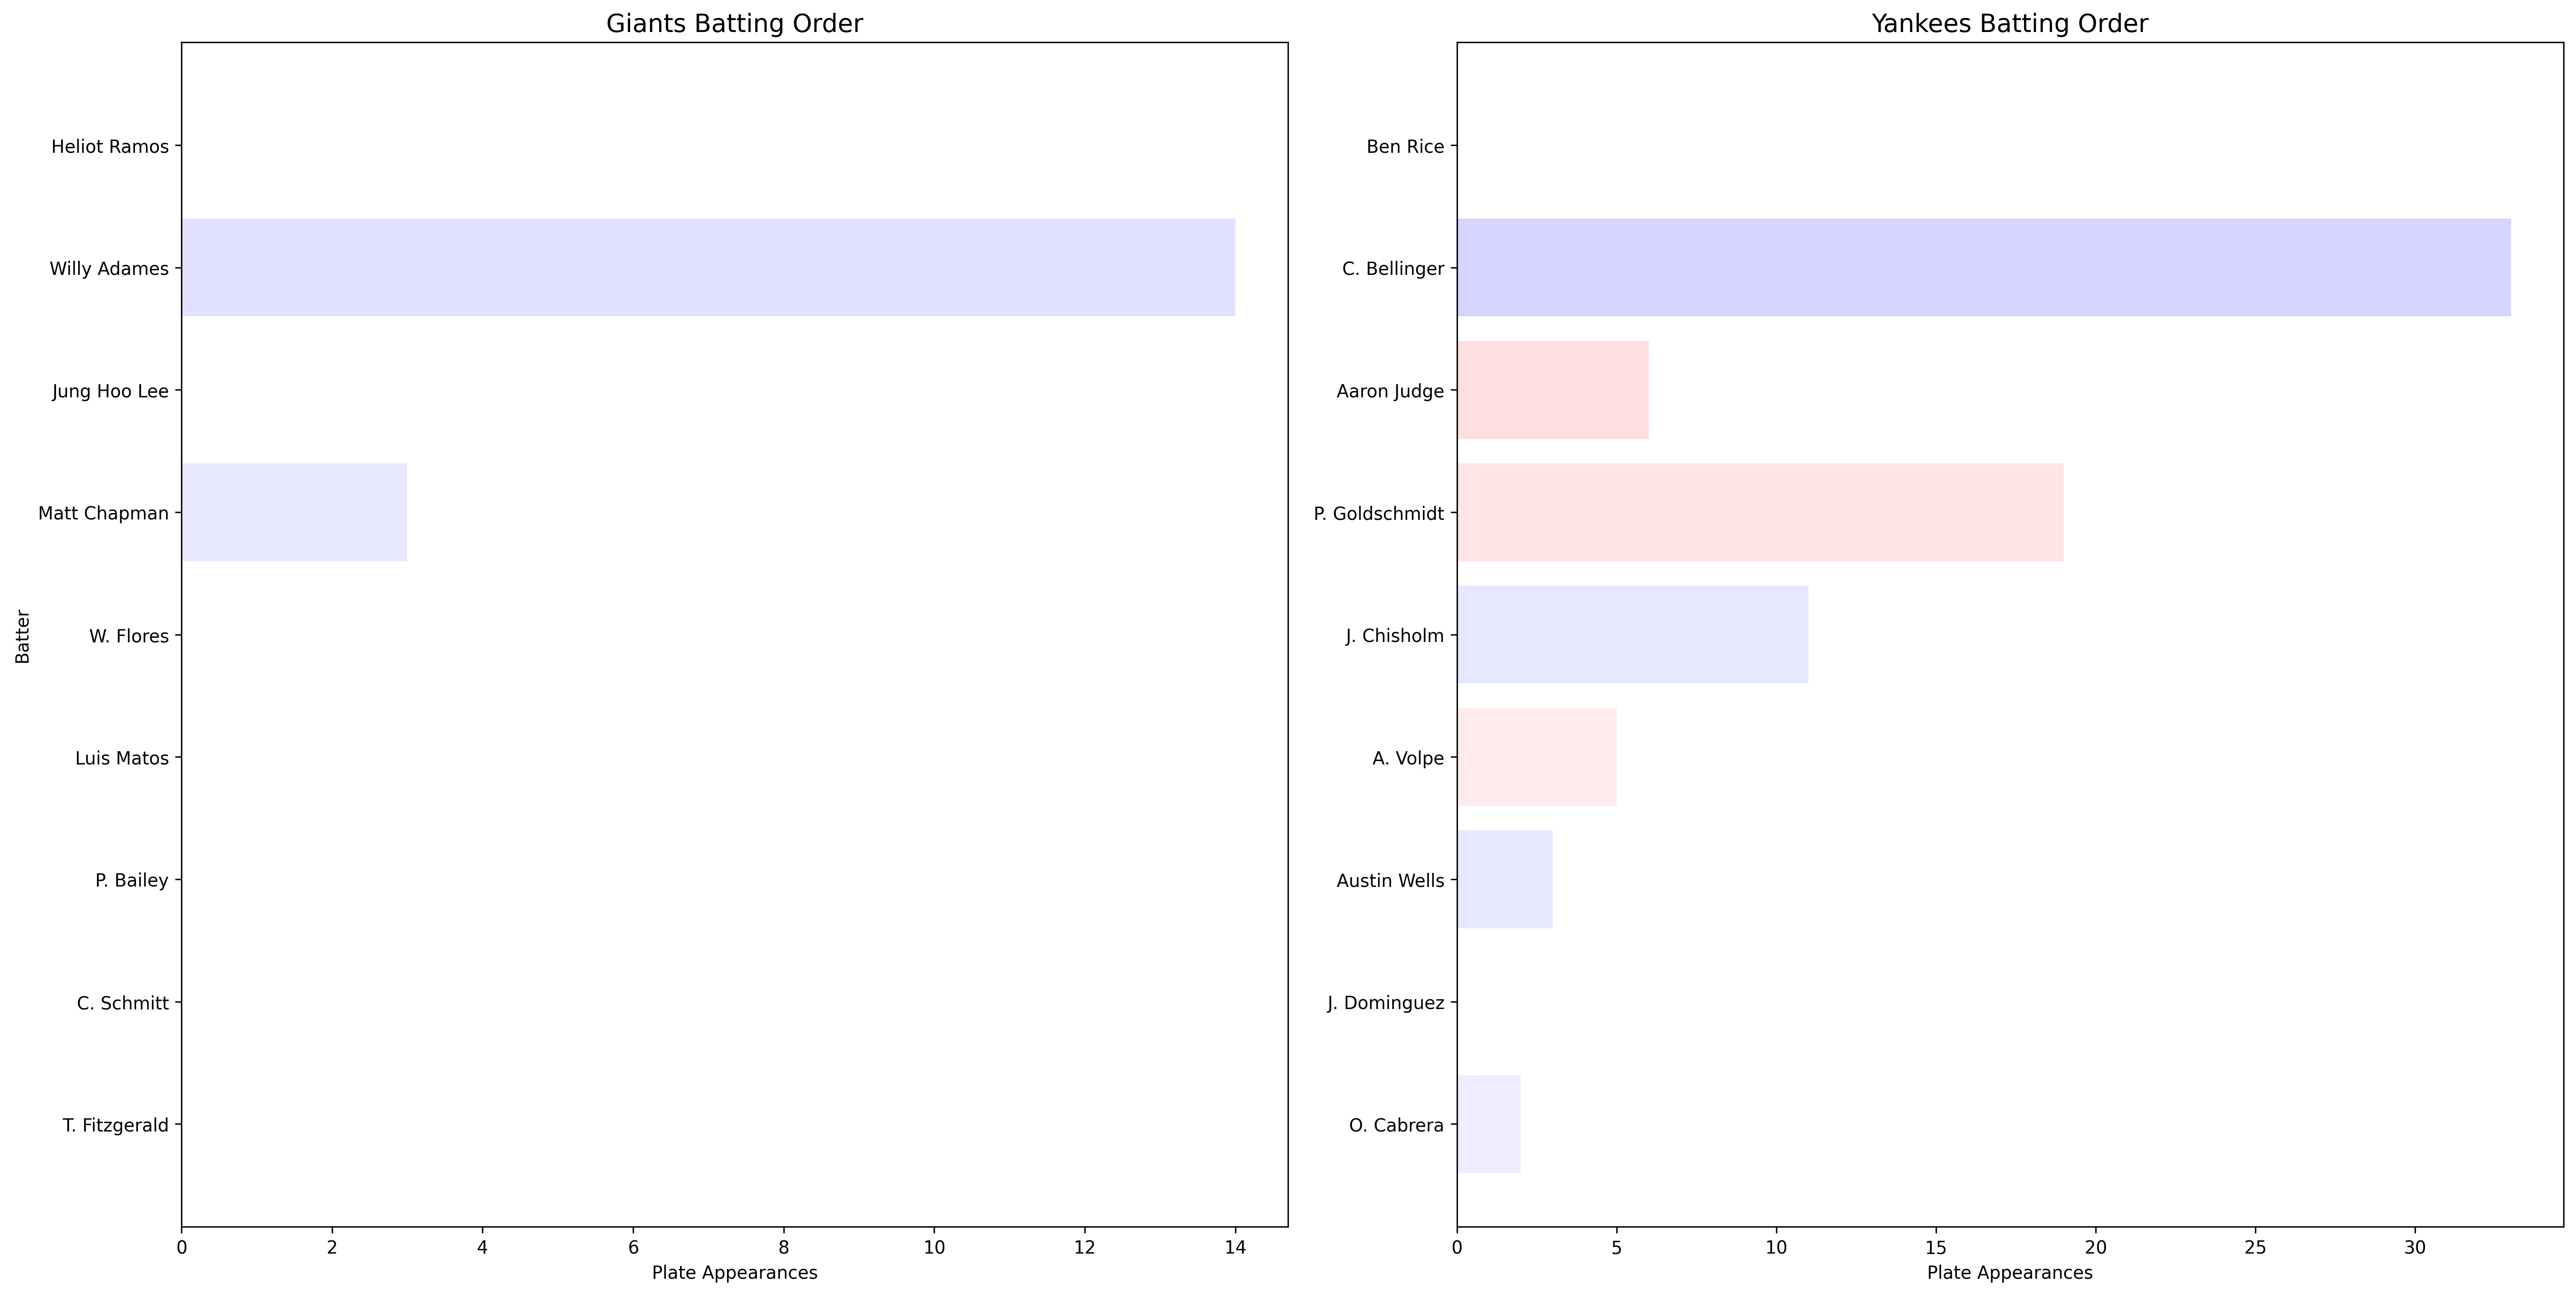 Giants Batting Order
Batter
Heliot Ramos
Willy Adames
Jung Hoo Lee
Matt Chapman
W. Flores
Luis Matos
P. Bailey
C. Schmitt
T. Fitzgerald
0 2 4 6 8 10 12 14
Plate Appearances
Yankees Batting Order
Ben Rice
C. Bellinger
Aaron Judge
P. Goldschmidt
J. Chisholm
A. Volpe
Austin Wells
J. Dominguez
O. Cabrera
0 5 10 15 20 25 30
Plate Appearances